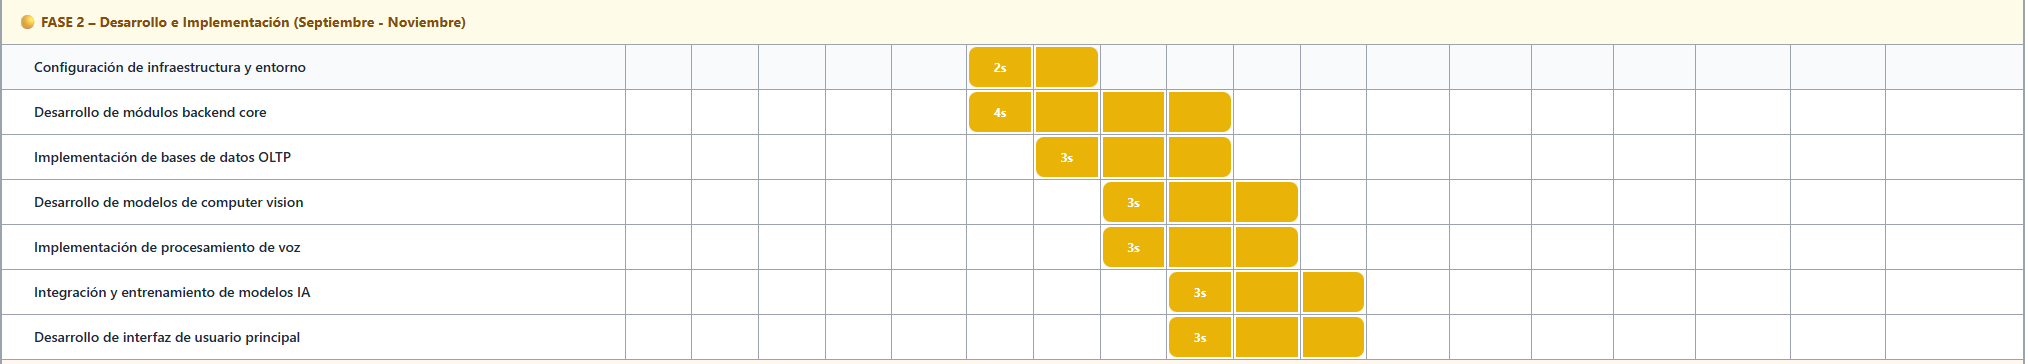 FASE 2 – Desarrollo e Implementación (Septiembre - Noviembre)
Configuración de infraestructura y entorno 2s
Desarrollo de módulos backend core 4s
Implementación de bases de datos OLTP 3s
Desarrollo de modelos de computer vision 3s
Implementación de procesamiento de voz 3s
Integración y entrenamiento de modelos IA 3s
Desarrollo de interfaz de usuario principal 3s